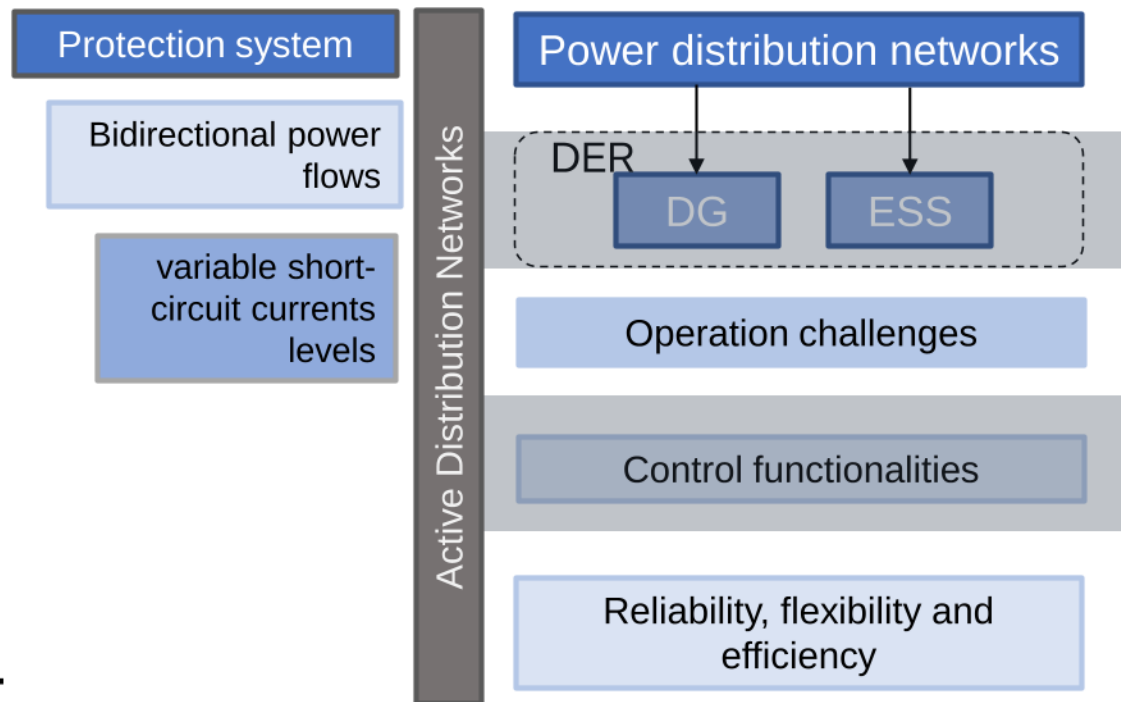 Protection system
Bidirectional power
flows
variable short-
circuit currents
levels
Active Distribution Networks
Power distribution networks
DER
DG
ESS
Operation challenges
Control functionalities
Reliability, flexibility and
efficiency